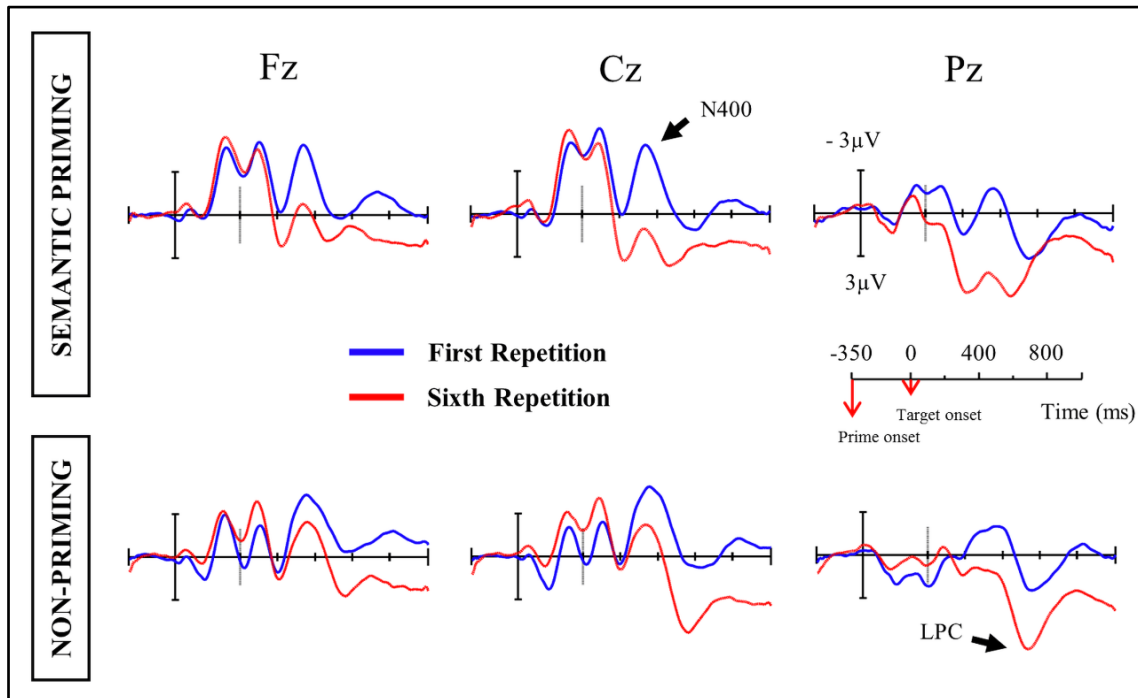 SEMANTIC PRIMING
Fz
Cz
Pz
N400
- 3µV
3µV
First Repetition
Sixth Repetition
-350 0 400 800
Time (ms)
Target onset
Prime onset
NON-PRIMING
LPC